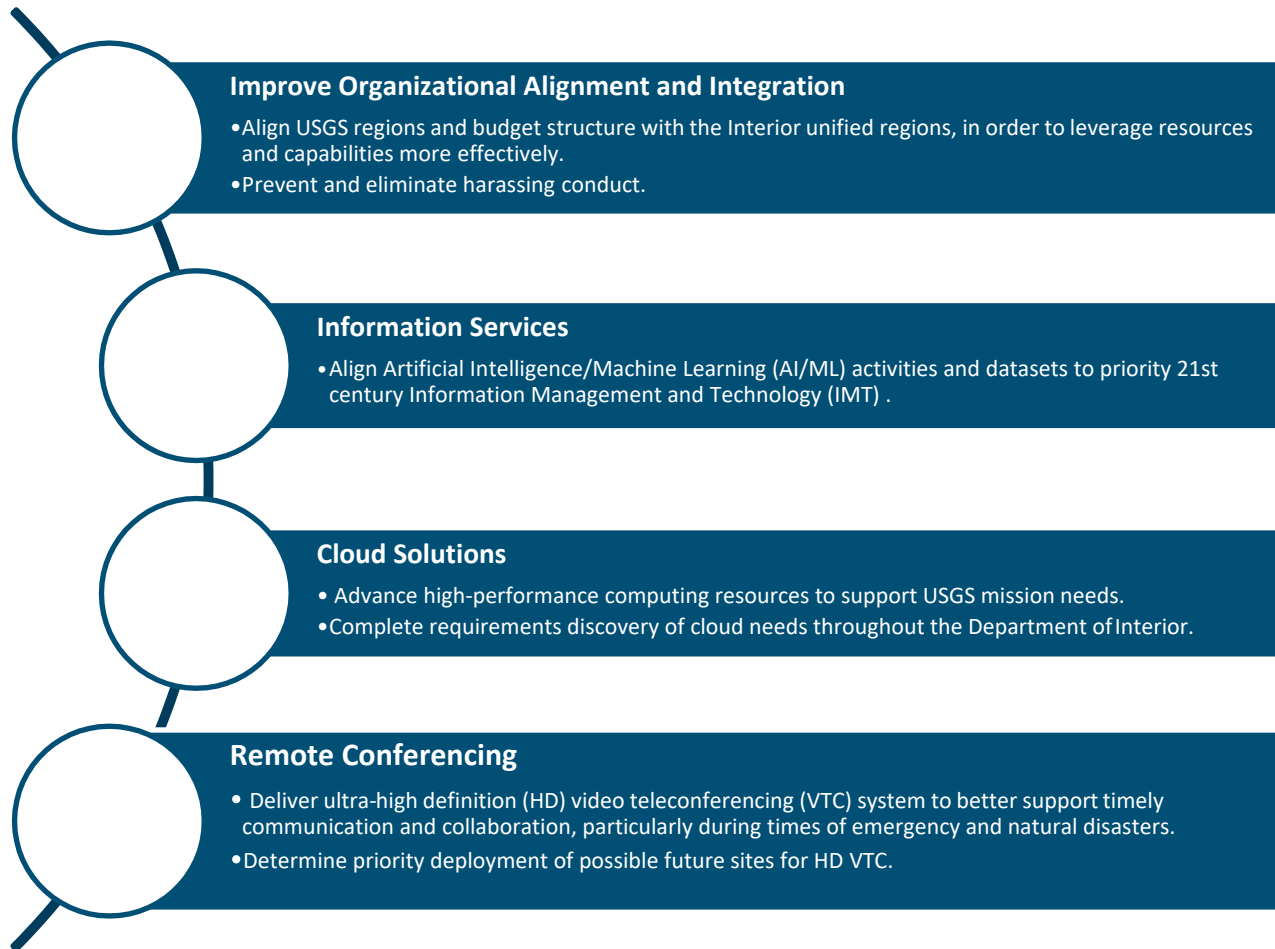 Improve Organizational Alignment and Integration
•Align USGS regions and budget structure with the Interior unified regions, in order to leverage resources
and capabilities more effectively.
•Prevent and eliminate harassing conduct.
Information Services
•Align Artificial Intelligence/Machine Learning (AI/ML) activities and datasets to priority 21st
century Information Management and Technology (IMT) .
Cloud Solutions
• Advance high-performance computing resources to support USGS mission needs.
•Complete requirements discovery of cloud needs throughout the Department of Interior.
Remote Conferencing
• Deliver ultra-high definition (HD) video teleconferencing (VTC) system to better support timely
communication and collaboration, particularly during times of emergency and natural disasters.
•Determine priority deployment of possible future sites for HD VTC.